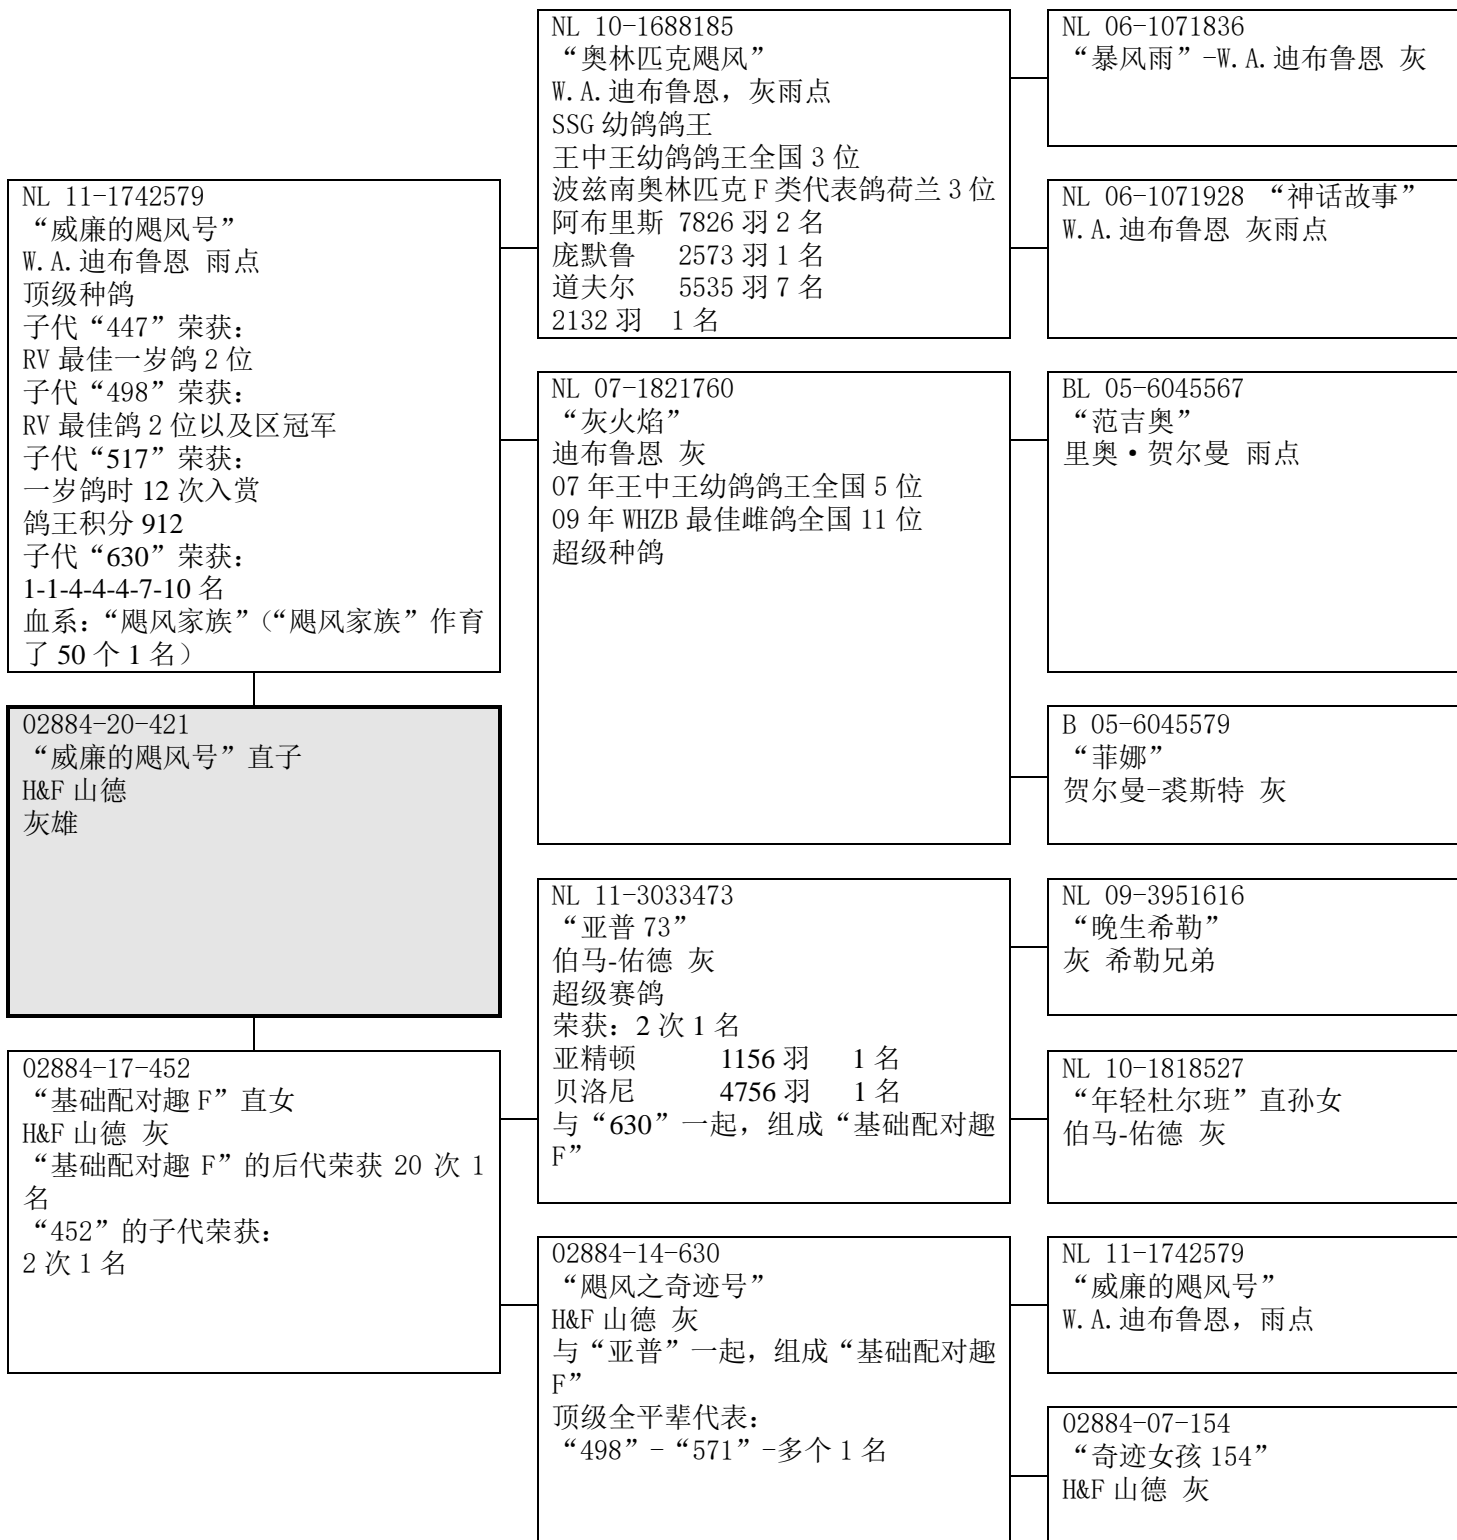 NL 11-1742579
“威廉的飓风号”
W.A.迪布鲁恩 雨点
顶级种鸽
子代“447”荣获：
RV 最佳一岁鸽 2 位
子代“498”荣获：
RV 最佳鸽 2 位以及区冠军
子代“517”荣获：
一岁鸽时 12 次入赏
鸽王积分 912
子代“630”荣获：
1-1-4-4-4-7-10 名
血系：“飓风家族”（“飓风家族”作育
了 50 个 1 名）
02884-20-421
“威廉的飓风号”直子
H&F 山德
灰雄
02884-17-452
“基础配对趣 F”直女
H&F 山德 灰
“基础配对趣 F”的后代荣获 20 次 1
名
“452”的子代荣获：
2 次 1 名
NL 10-1688185
“奥林匹克飓风”
W.A.迪布鲁恩，灰雨点
SSG 幼鸽鸽王
王中王幼鸽鸽王全国 3 位
波兹南奥林匹克 F 类代表鸽荷兰 3 位
阿布里斯 7826 羽 2 名
庞默鲁 2573 羽 1 名
道夫尔 5535 羽 7 名
2132 羽 1 名
NL 07-1821760
“灰火焰”
迪布鲁恩 灰
07 年王中王幼鸽鸽王全国 5 位
09 年 WHZB 最佳雌鸽全国 11 位
超级种鸽
NL 11-3033473
“亚普 73”
伯马-佑德 灰
超级赛鸽
荣获：2 次 1 名
亚精顿 1156 羽 1 名
贝洛尼 4756 羽 1 名
与“630”一起，组成“基础配对趣
F”
02884-14-630
“飓风之奇迹号”
H&F 山德 灰
与“亚普”一起，组成“基础配对趣
F”
顶级全平辈代表：
“498”-“571”-多个 1 名
NL 06-1071836
“暴风雨”-W.A.迪布鲁恩 灰
NL 06-1071928 “神话故事”
W.A.迪布鲁恩 灰雨点
BL 05-6045567
“范吉奥”
里奥•贺尔曼 雨点
B 05-6045579
“菲娜”
贺尔曼-裘斯特 灰
NL 09-3951616
“晚生希勒”
灰 希勒兄弟
NL 10-1818527
“年轻杜尔班”直孙女
伯马-佑德 灰
NL 11-1742579
“威廉的飓风号”
W.A.迪布鲁恩，雨点
02884-07-154
“奇迹女孩 154”
H&F 山德 灰